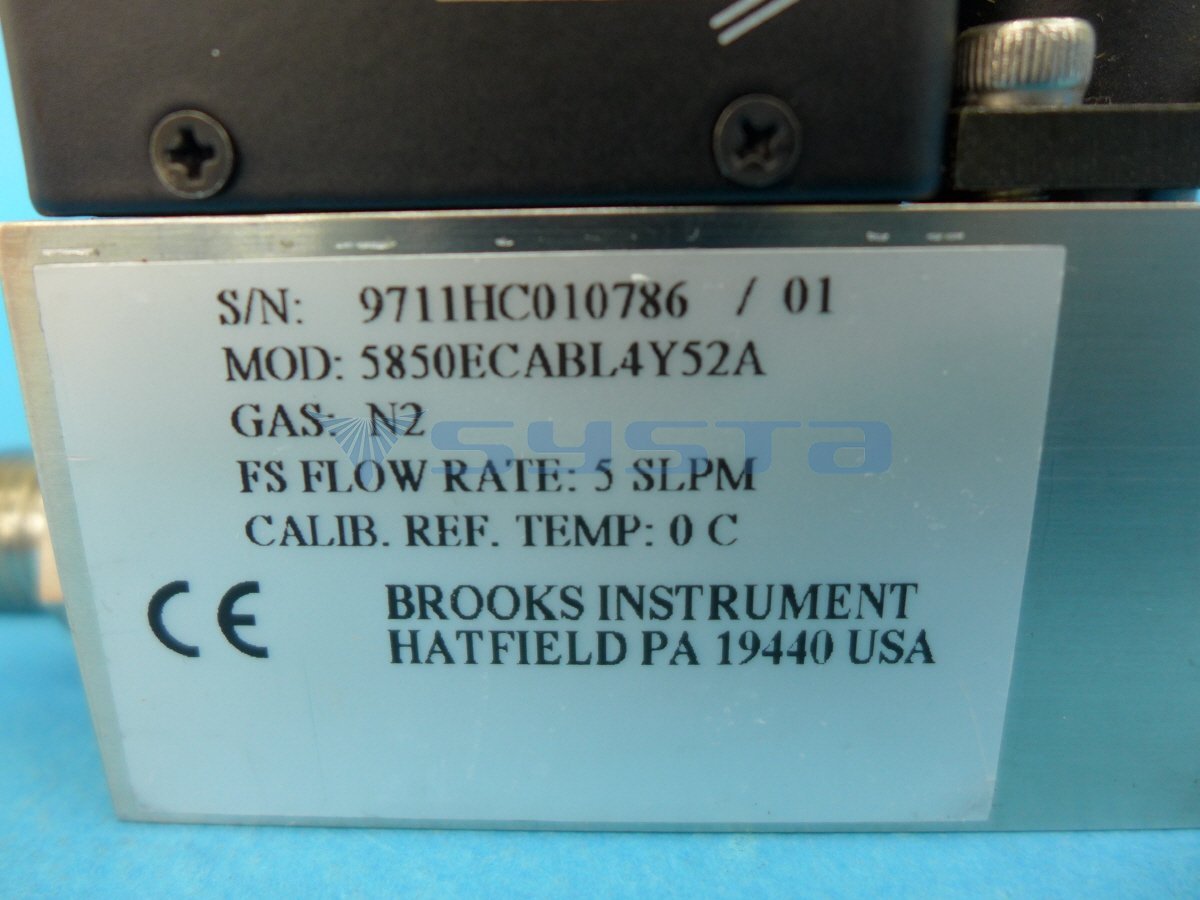 S/N: 9711HC010786 / 01
MOD: 5850ECABL4Y52A
GAS: N2
systa
FS FLOW RATE: 5 SLPM
CALIB. REF. TEMP: 0 C
CE
BROOKS INSTRUMENT
HATFIELD PA 19440 USA